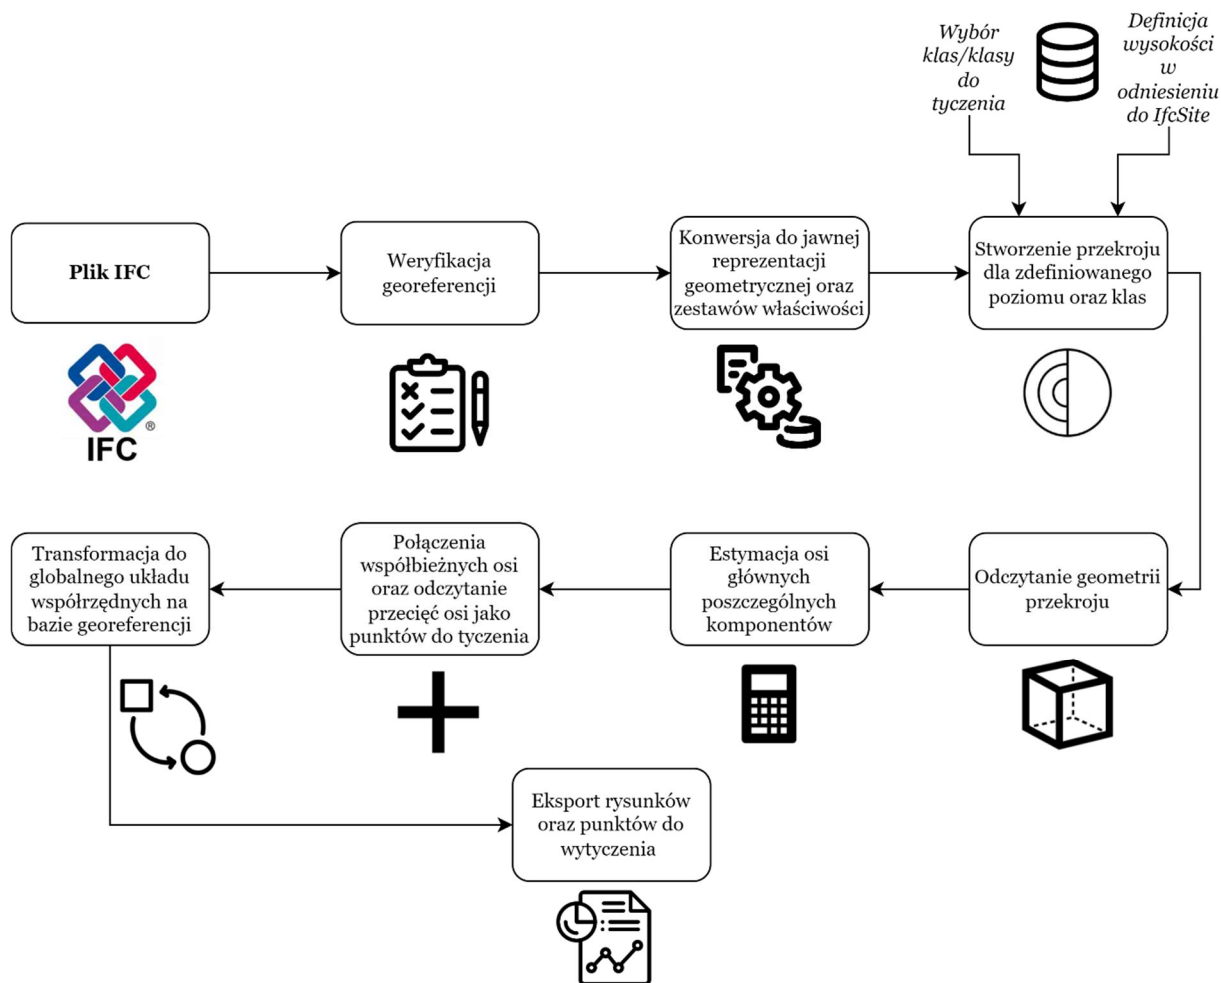 Wybór
klas/klasy
do
tyczenia
Definicja
wysokości
w
odniesieniu
do IfcSite
Plik IFC
Weryfikacja
georeferencji
Konwersja do jawnej
reprezentacji
geometrycznej oraz
zestawów właściwości
Stworzenie przekroju
dla zdefiniowanego
poziomu oraz klas
IFC
®
Transformacja do
globalnego układu
współrzędnych na
bazie georeferencji
Połączenia
współbieżnych osi
oraz odczytanie
przecięć osi jako
punktów do tyczenia
Estymacja osi
głównych
poszczególnych
komponentów
Odczytanie geometrii
przekroju
Eksport rysunków
oraz punktów do
wytyczenia